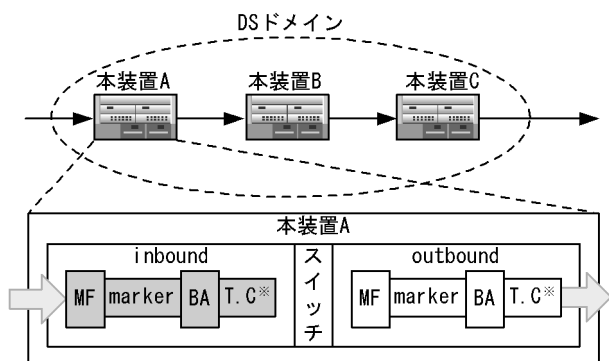 DSドメイン
本装置A
本装置B
本装置C
本装置A
inbound
MF
marker
BA
T.C※
スイッチ
outbound
MF
marker
BA
T.C※